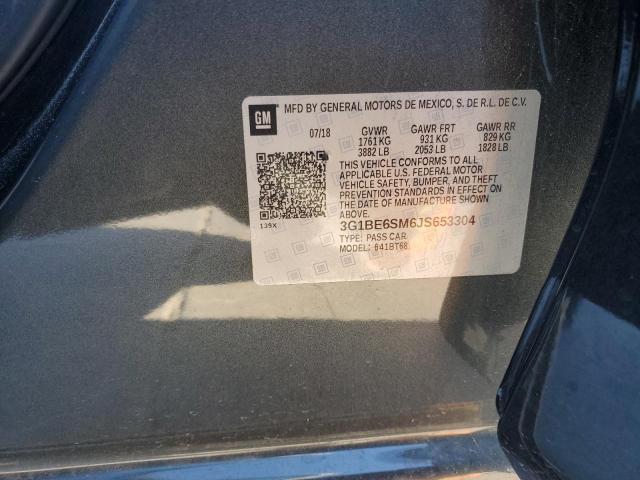 GM
MFD BY GENERAL MOTORS DE MEXICO, S. DE R.L. DE C.V.
07/18 GVWR GAWR FRT GAWR RR
1761 KG 931 KG 829 KG
3882 LB 2053 LB 1828 LB
THIS VEHICLE CONFORMS TO ALL
APPLICABLE U.S. FEDERAL MOTOR
VEHICLE SAFETY, BUMPER, AND THEFT
PREVENTION STANDARDS IN EFFECT ON
THE DATE OF MANUFACTURE SHOWN
ABOVE.
139X
3G1BE6SM6JS653304
TYPE: PASS CAR
MODEL: 641BT68